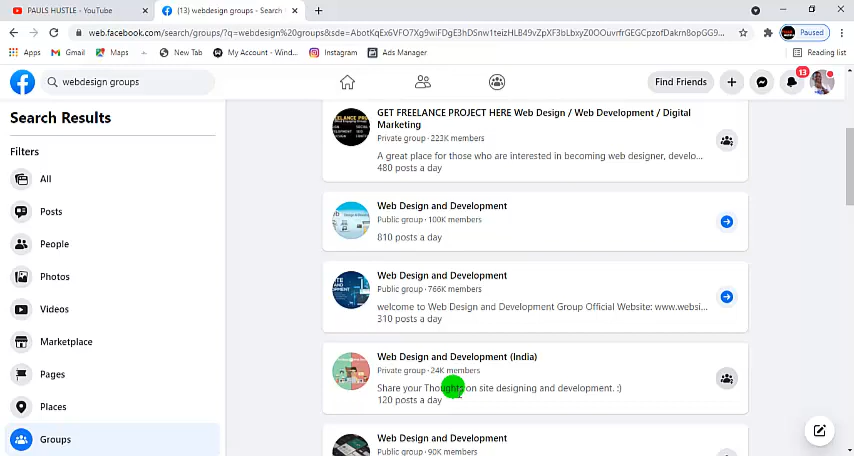 PAULS HUSTLE - YouTube
(13) webdesign groups - Search
web.facebook.com/search/groups/?q=webdesign%20groups&sde=
Paused
Apps
Gmail
Maps
New Tab
My Account - Wind...
Instagram
Ads Manager
Reading list
webdesign groups
Find Friends
13
Search Results
Filters
All
Posts
People
Photos
Videos
Marketplace
Pages
Places
Groups
GET FREELANCE PROJECT HERE Web Design / Web Development / Digital
Marketing
Private group · 223K members
A great place for those who are interested in becoming web designer, develo...
480 posts a day
Web Design and Development
Public group · 100K members
810 posts a day
Web Design and Development
Public group · 766K members
welcome to Web Design and Development Group Official Website: www.websi...
310 posts a day
Web Design and Development (India)
Private group · 24K members
Share your Thoughts on site designing and development. :)
120 posts a day
Web Design and Development
Public group · 90K members